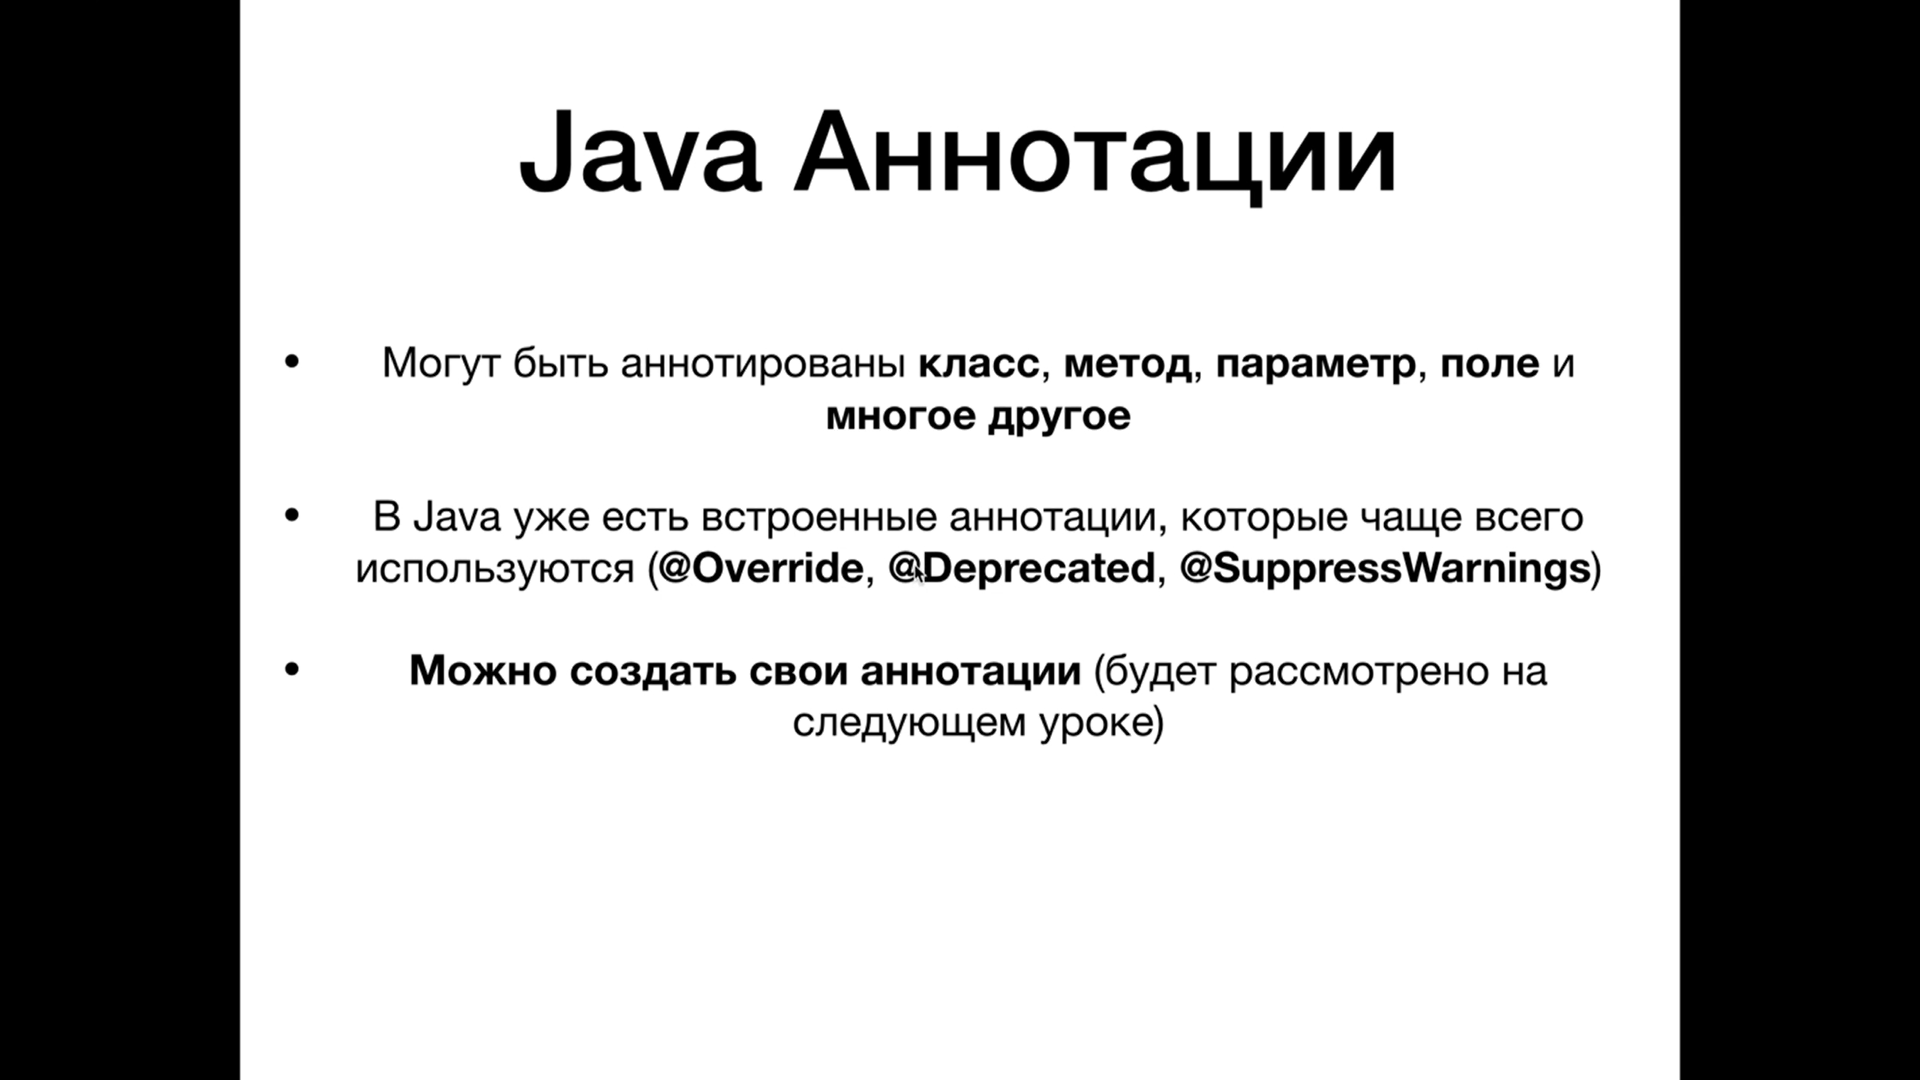 Java Аннотации
• Могут быть аннотированы класс, метод, параметр, поле и
многое другое
• В Java уже есть встроенные аннотации, которые чаще всего
используются (@Override, @Deprecated, @SuppressWarnings)
• Можно создать свои аннотации (будет рассмотрено на
следующем уроке)